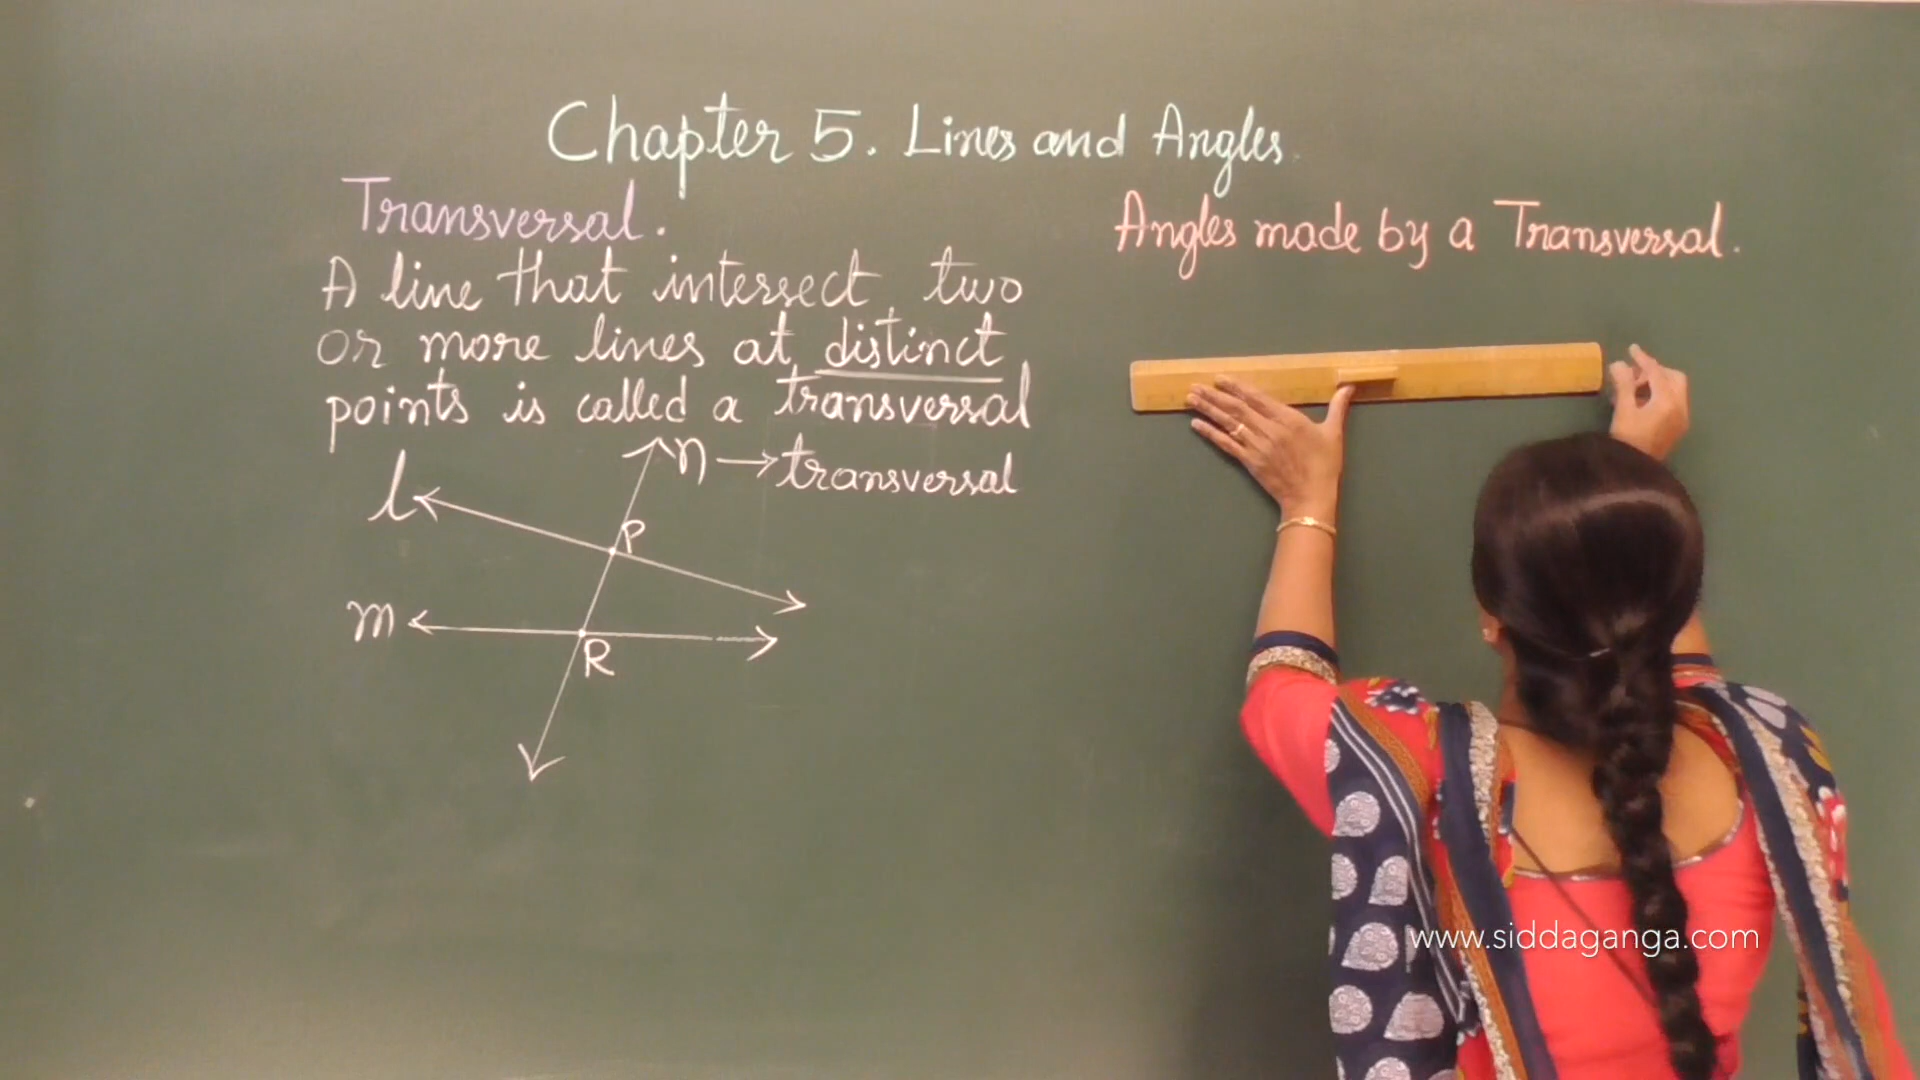 Chapter 5. Lines and Angles.
Transversal.
A line that intersect two
or more lines at distinct
points is called a transversal
n → transversal
l
P
m
R
Angles made by a Transversal.
www.siddaganga.com